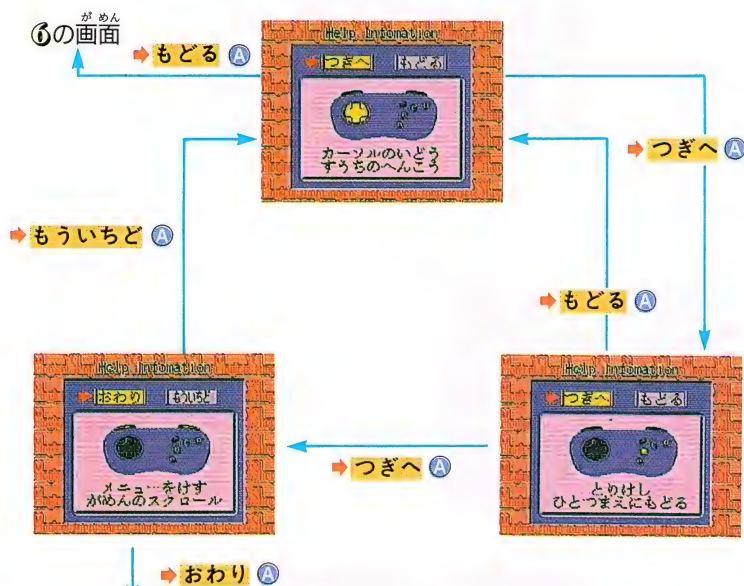 がめん
❻の画面
もどる Ⓐ
Help Infomation
つぎへ もどる
カーソルのいどう
すうちのへんこう
つぎへ Ⓐ
もういちど Ⓐ
もどる Ⓐ
Help Infomation
おわり もういちど
メニューをけす
がめんのスクロール
つぎへ Ⓐ
Help Infomation
つぎへ もどる
とりけし
ひとつまえにもどる
おわり Ⓐ